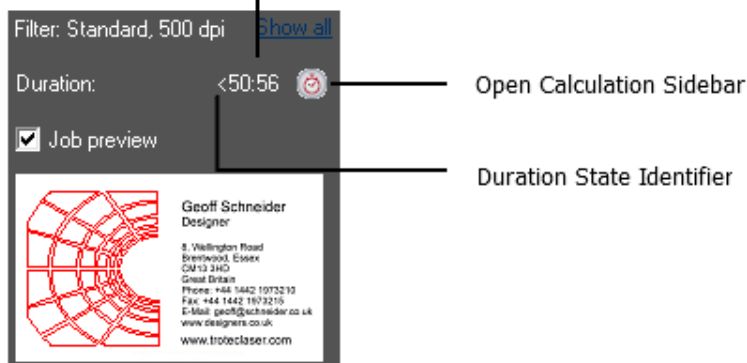 Filter: Standard, 500 dpi Show all
Duration: <50:56
Open Calculation Sidebar
Job preview
Duration State Identifier
Geoff Schneider
Designer
8, Wellington Road
Brentwood, Essex
CM13 3HO
Great Britain
Phone: +44 1442 1973210
Fax: +44 1442 1973215
E-Mail: geoff@schneider.co.uk
www.designers.co.uk
www.troteclaser.com